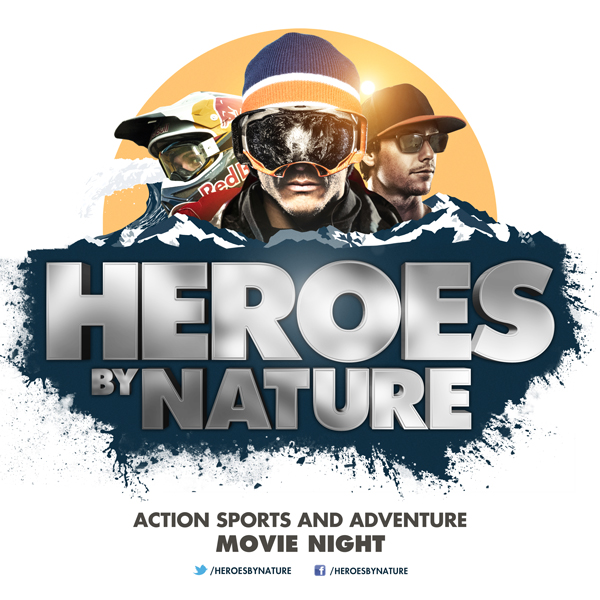 Red Bull
HEROES
BY NATURE
ACTION SPORTS AND ADVENTURE
MOVIE NIGHT
/HEROESBYNATURE /HEROESBYNATURE